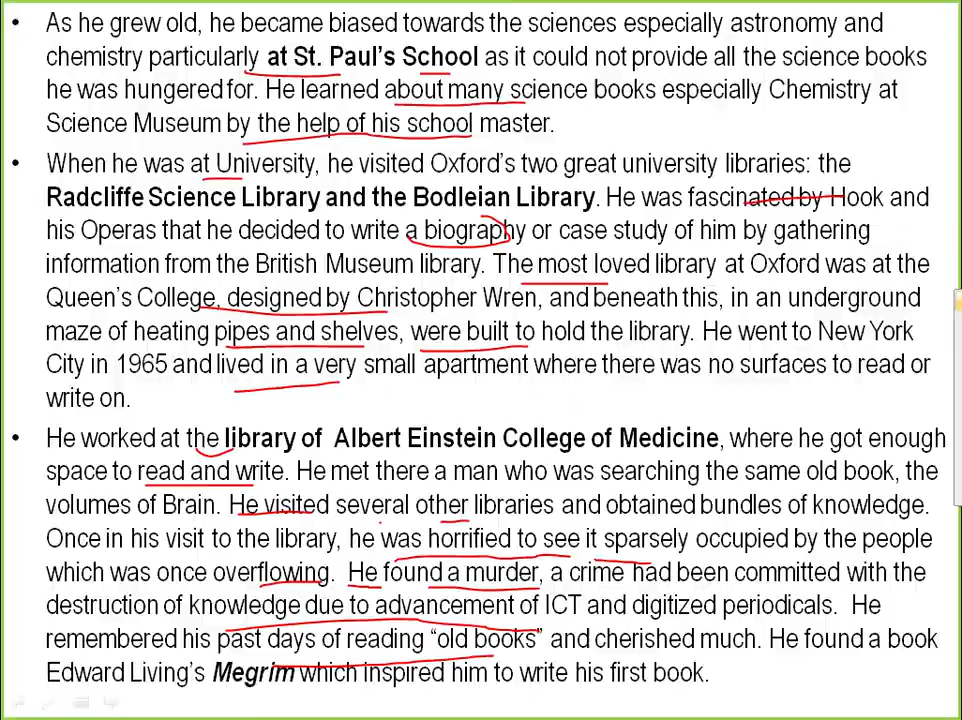 • As he grew old, he became biased towards the sciences especially astronomy and
chemistry particularly at St. Paul's School as it could not provide all the science books
he was hungered for. He learned about many science books especially Chemistry at
Science Museum by the help of his school master.
• When he was at University, he visited Oxford's two great university libraries: the
Radcliffe Science Library and the Bodleian Library. He was fascinated by Hook and
his Operas that he decided to write a biography or case study of him by gathering
information from the British Museum library. The most loved library at Oxford was at the
Queen's College, designed by Christopher Wren, and beneath this, in an underground
maze of heating pipes and shelves, were built to hold the library. He went to New York
City in 1965 and lived in a very small apartment where there was no surfaces to read or
write on.
• He worked at the library of Albert Einstein College of Medicine, where he got enough
space to read and write. He met there a man who was searching the same old book, the
volumes of Brain. He visited several other libraries and obtained bundles of knowledge.
Once in his visit to the library, he was horrified to see it sparsely occupied by the people
which was once overflowing. He found a murder, a crime had been committed with the
destruction of knowledge due to advancement of ICT and digitized periodicals. He
remembered his past days of reading “old books” and cherished much. He found a book
Edward Living's Megrim which inspired him to write his first book.